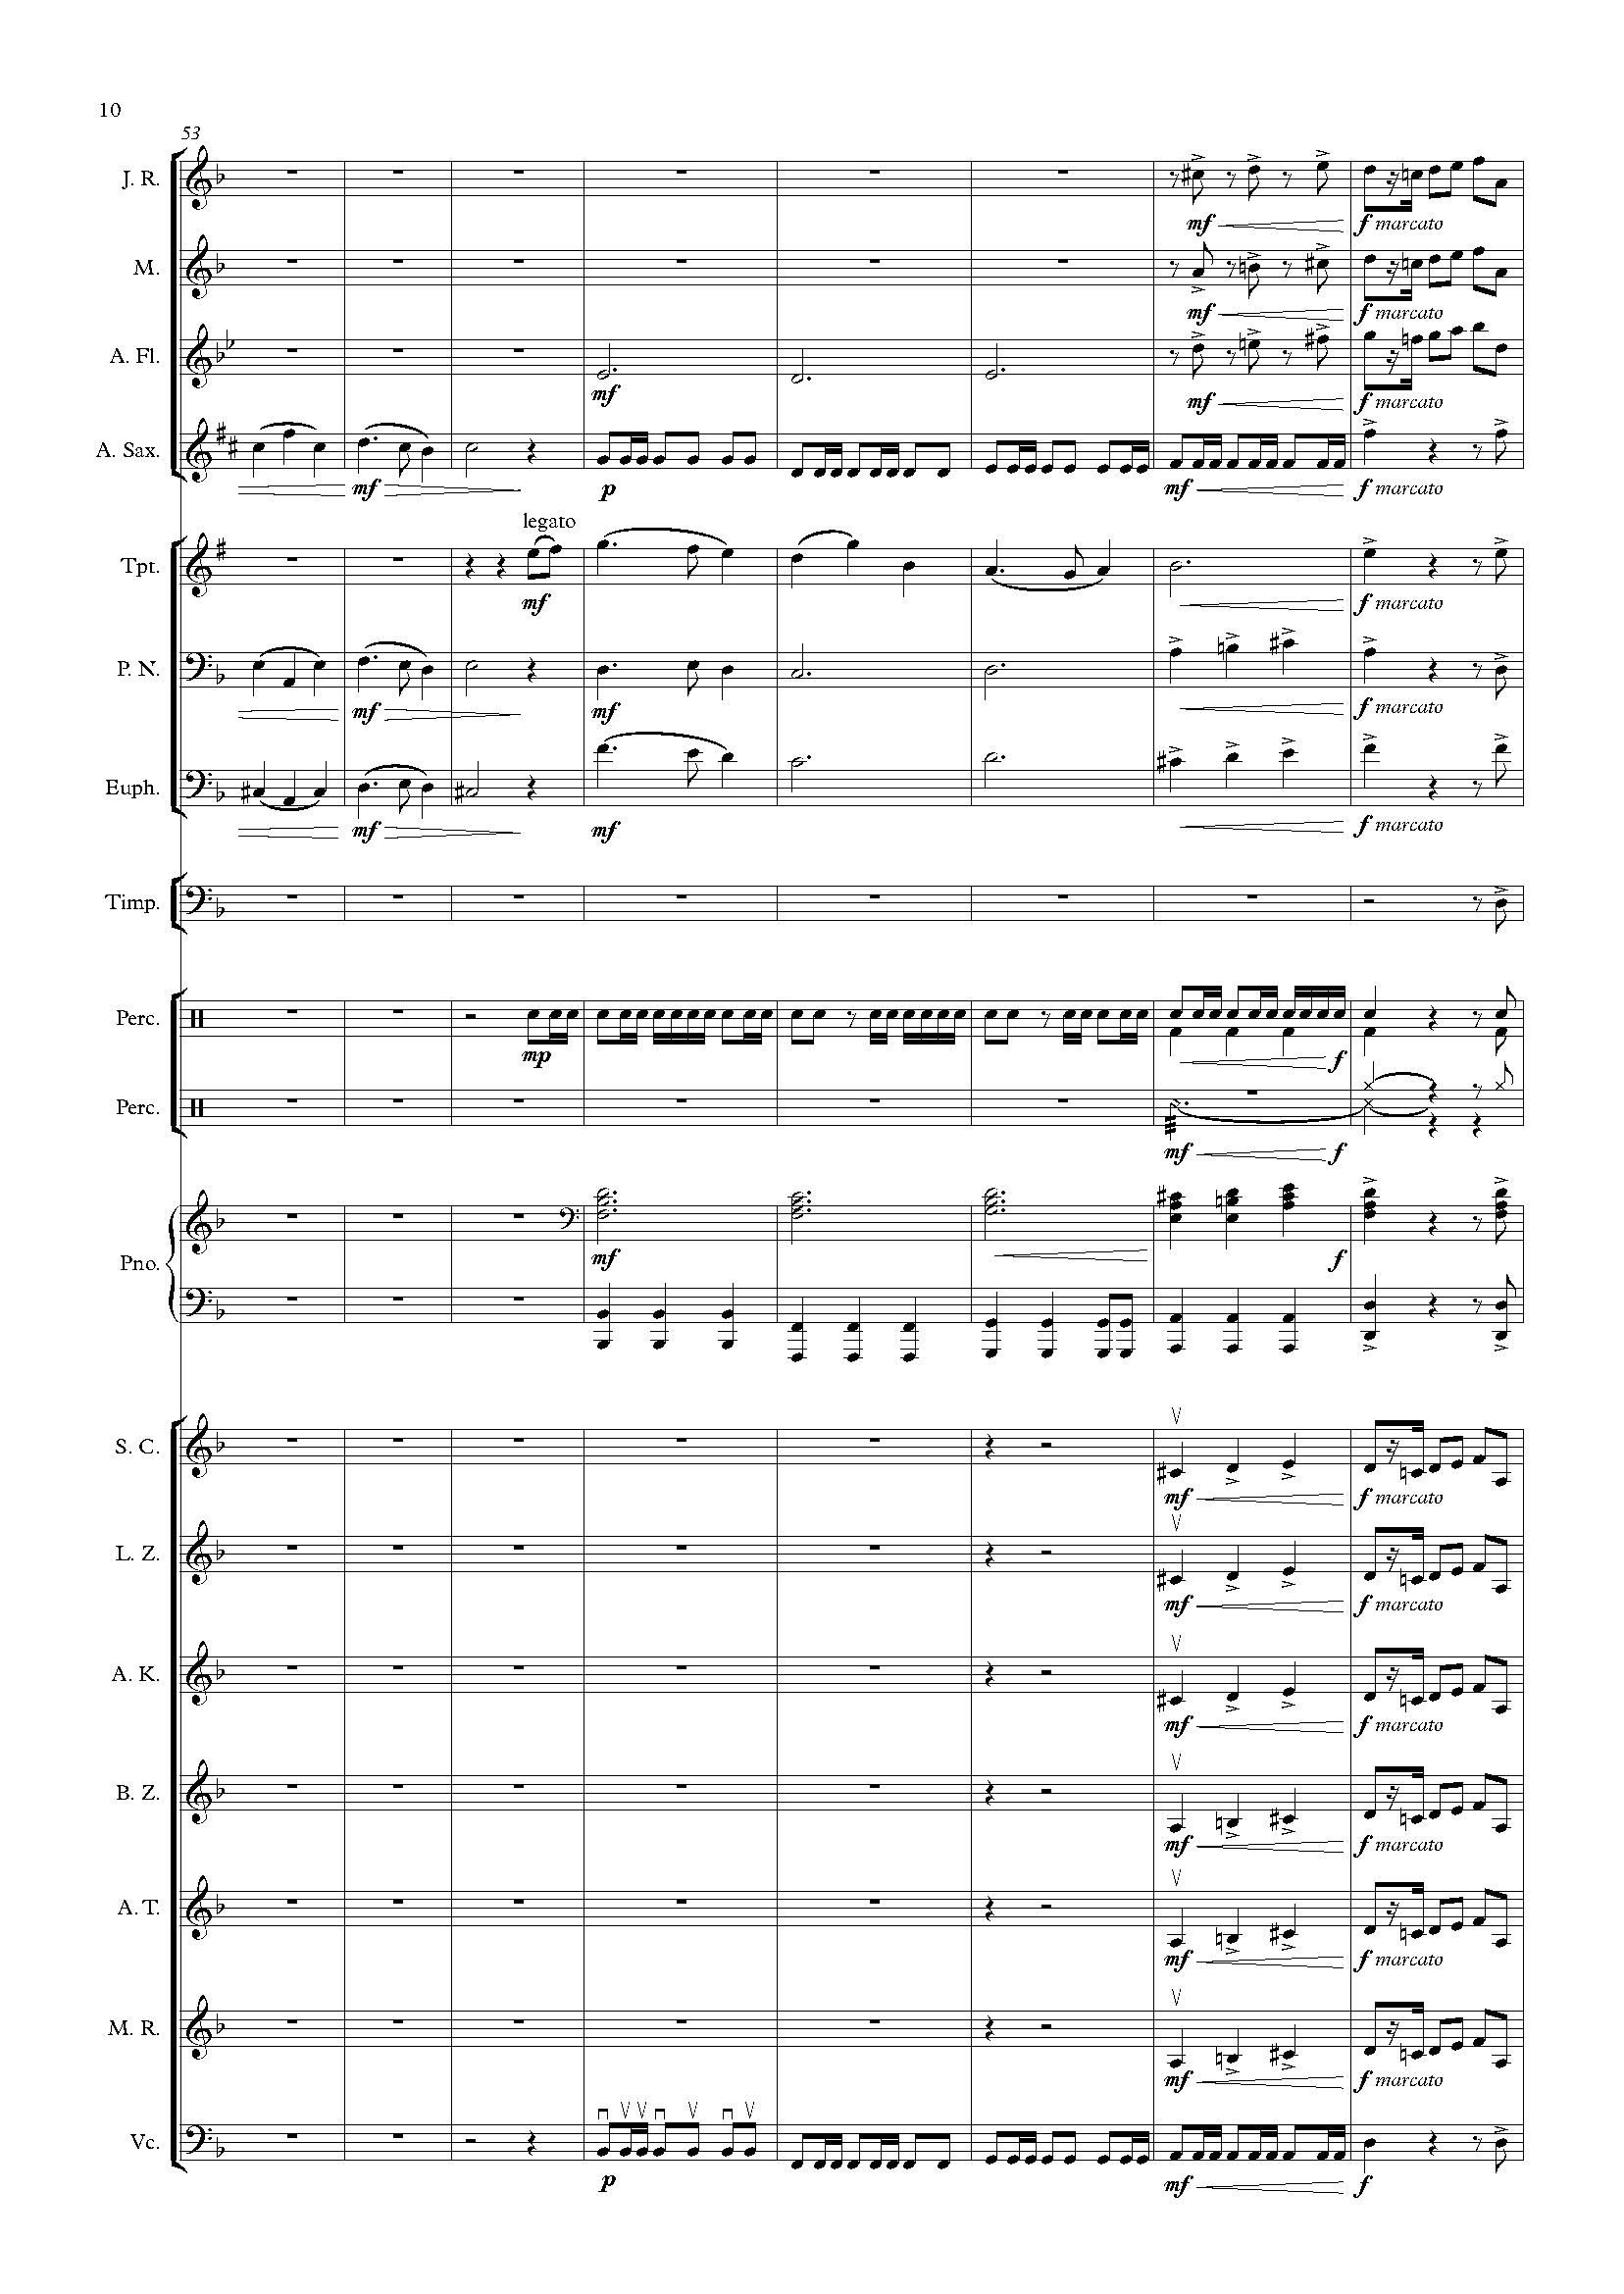 10
53
J. R.
mf
f marcato
M.
mf
f marcato
A. Fl.
mf
mf
f marcato
A. Sax.
mf
p
mf
f marcato
legato
Tpt.
mf
f marcato
P. N.
mf
mf
f marcato
Euph.
mf
mf
f marcato
Timp.
Perc.
mp
f
Perc.
mf
f
Pno.
mf
f
S. C.
mf
f marcato
L. Z.
mf
f marcato
A. K.
mf
f marcato
B. Z.
mf
f marcato
A. T.
mf
f marcato
M. R.
mf
f marcato
Vc.
p
mf
f